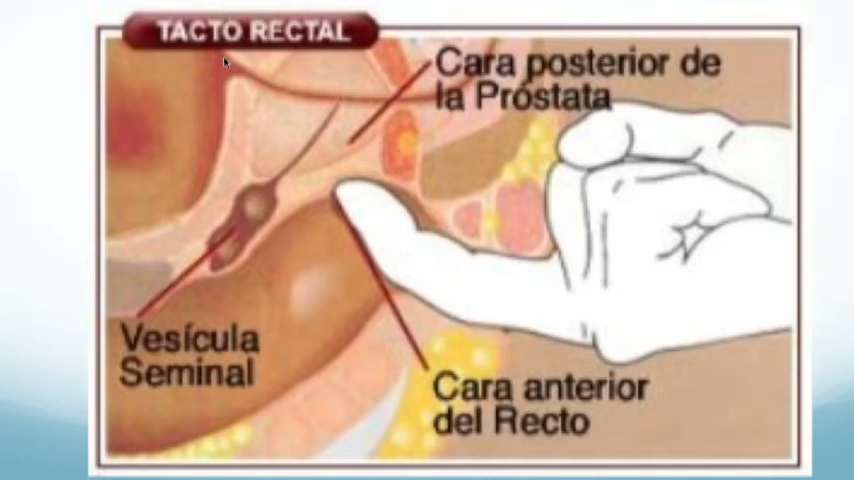 TACTO RECTAL
Cara posterior de
la Próstata
Vesícula
Seminal
Cara anterior
del Recto